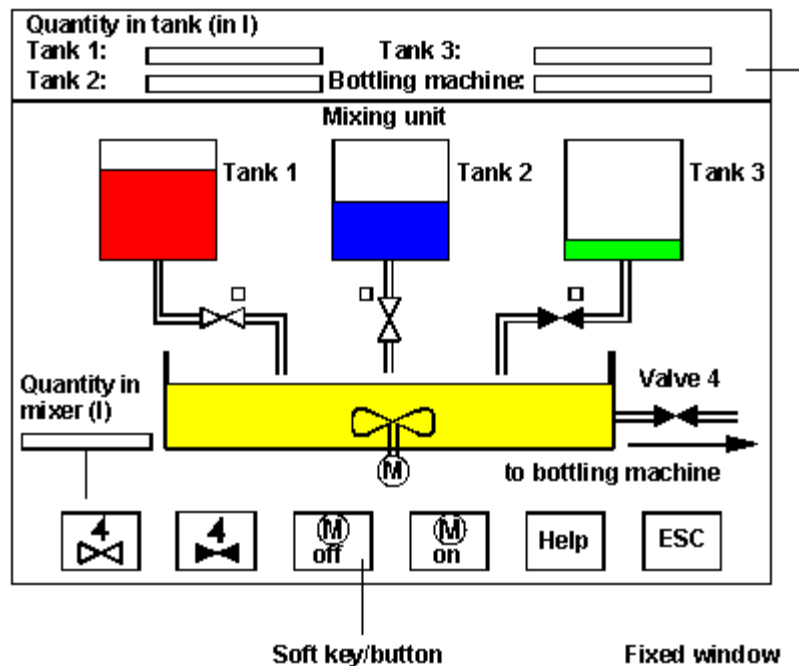 Quantity in tank (in l)
Tank 1: Tank 3:
Tank 2: Bottling machine:
Mixing unit
Tank 1 Tank 2 Tank 3
Quantity in
mixer (l)
Valve 4
M
to bottling machine
4 4 M M Help ESC
off on
Soft key/button Fixed window